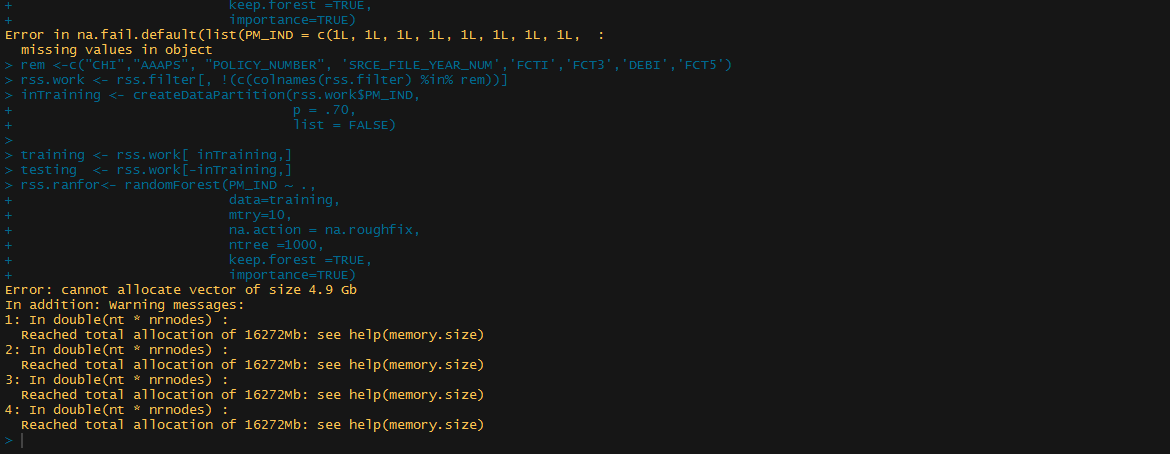 +                            keep.forest =TRUE,
+                            importance=TRUE)
Error in na.fail.default(list(PM_IND = c(1L, 1L, 1L, 1L, 1L, 1L, 1L, 1L,  :
  missing values in object
> rem <-c("CHI","AAAPS", "POLICY_NUMBER", 'SRCE_FILE_YEAR_NUM','FCTI','FCT3','DEBI','FCT5')
> rss.work <- rss.filter[, !(c(colnames(rss.filter) %in% rem))]
> inTraining <- createDataPartition(rss.work$PM_IND,
+                                    p = .70,
+                                    list = FALSE)
>
> training <- rss.work[ inTraining,]
> testing  <- rss.work[-inTraining,]
> rss.ranfor<- randomForest(PM_IND ~ .,
+                            data=training,
+                            mtry=10,
+                            na.action = na.roughfix,
+                            ntree =1000,
+                            keep.forest =TRUE,
+                            importance=TRUE)
Error: cannot allocate vector of size 4.9 Gb
In addition: Warning messages:
1: In double(nt * nrnodes) :
  Reached total allocation of 16272Mb: see help(memory.size)
2: In double(nt * nrnodes) :
  Reached total allocation of 16272Mb: see help(memory.size)
3: In double(nt * nrnodes) :
  Reached total allocation of 16272Mb: see help(memory.size)
4: In double(nt * nrnodes) :
  Reached total allocation of 16272Mb: see help(memory.size)
>